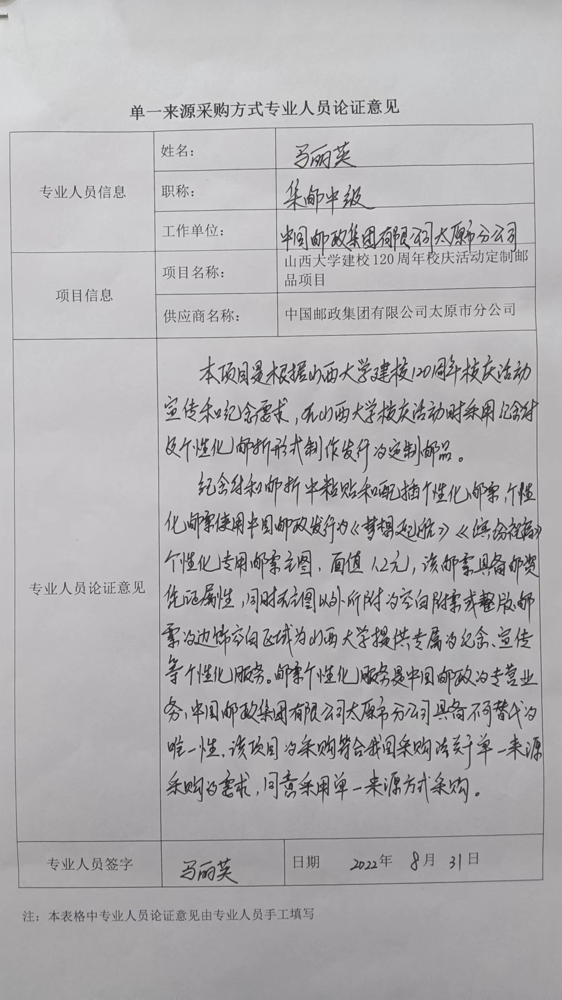 单一来源采购方式专业人员论证意见
专业人员信息
姓名：
马丽英
职称：
集邮中级
工作单位：
中国邮政集团有限公司太原市分公司
项目信息
项目名称：
山西大学建校120周年校庆活动定制邮
品项目
供应商名称：
中国邮政集团有限公司太原市分公司
专业人员论证意见
本项目是根据山西大学建校120周年校庆活动
宣传和纪念需求，在山西大学校庆活动时采用纪念封
及个性化邮折形式制作发行的定制邮品。
纪念封和邮折中粘贴和配插个性化邮票，个性
化邮票使用中国邮政发行的《梦想起航》《缤纷祝福》
个性化专用邮票主图，面值1.2元，该邮票具备邮资
凭证属性，同时在主图以外所附的空白附票或整版邮
票的边饰空白区域为山西大学提供专属的纪念、宣传
等个性化服务。邮票个性化服务是中国邮政的专营业
务，中国邮政集团有限公司太原市分公司具备不可替代的
唯一性，该项目的采购符合我国采购法关于单一来源
采购的要求，同意采用单一来源方式采购。
专业人员签字
马丽英
日期 2022年 8月 31日
注：本表格中专业人员论证意见由专业人员手工填写